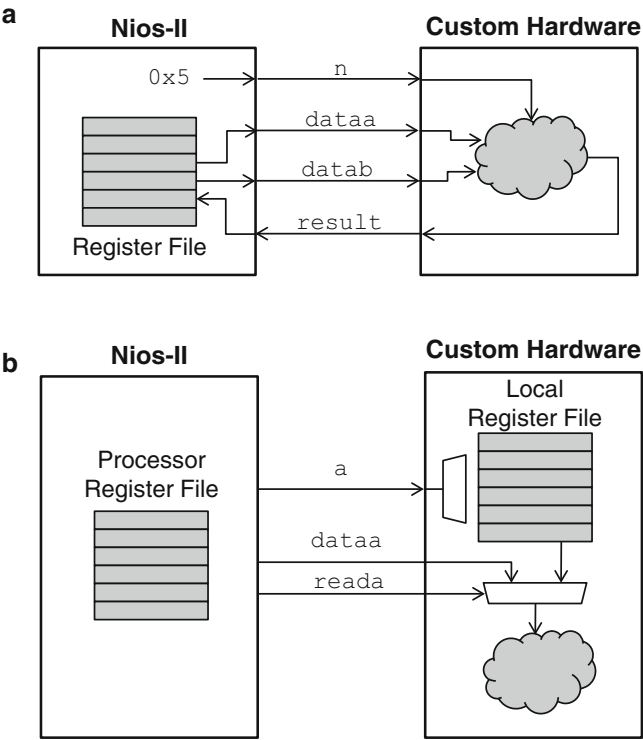 a
Nios-II
Custom Hardware
0x5
n
dataa
datab
result
Register File
b
Nios-II
Custom Hardware
Local
Register File
Processor
Register File
a
dataa
reada